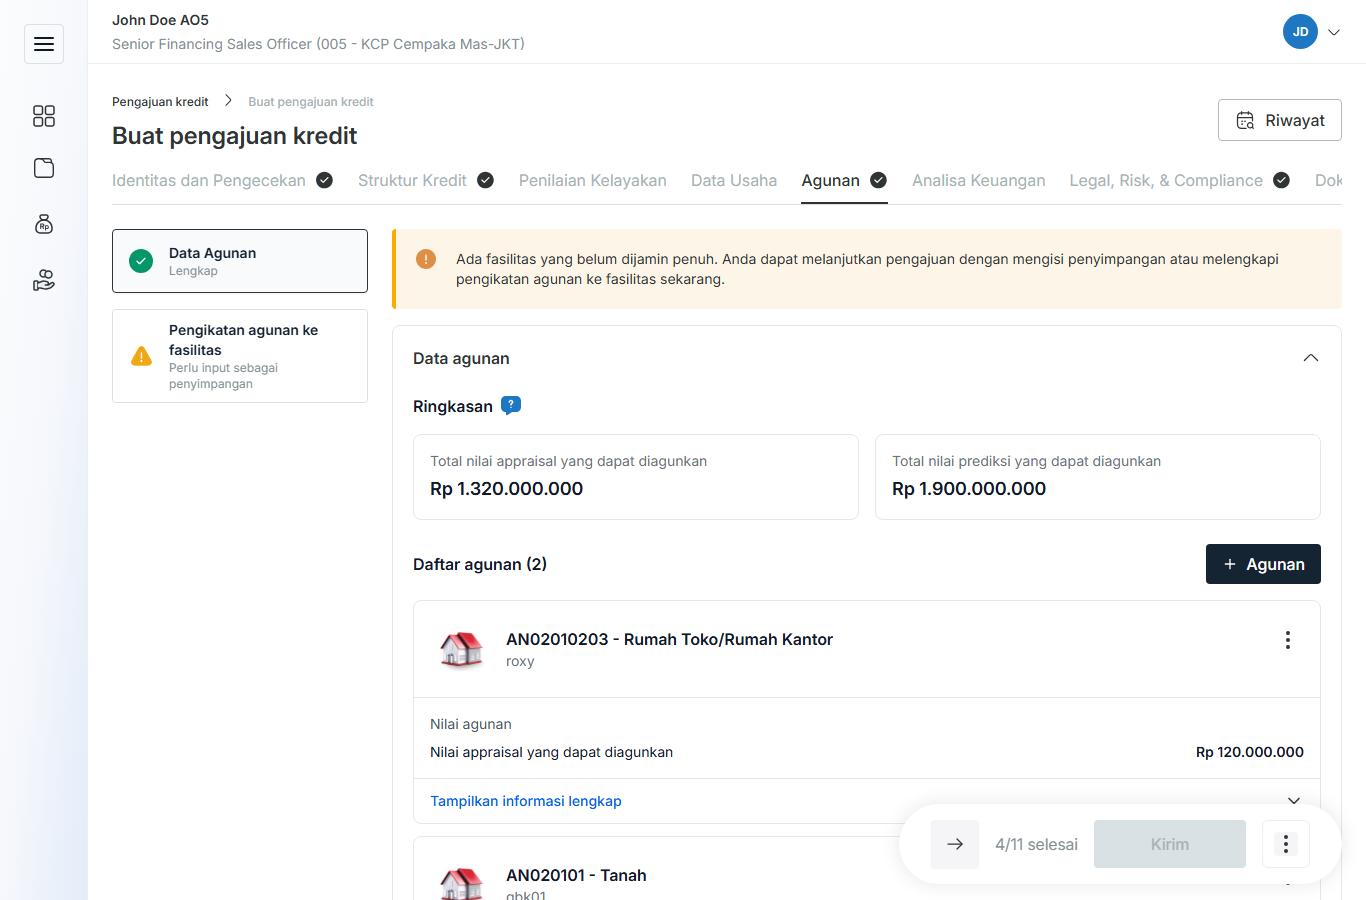 John Doe AO5
Senior Financing Sales Officer (005 - KCP Cempaka Mas-JKT)
JD
Pengajuan kredit
Buat pengajuan kredit
Buat pengajuan kredit
Riwayat
Identitas dan Pengecekan
Struktur Kredit
Penilaian Kelayakan
Data Usaha
Agunan
Analisa Keuangan
Legal, Risk, & Compliance
Dok
Data Agunan
Lengkap
Pengikatan agunan ke
fasilitas
Perlu input sebagai
penyimpangan
Ada fasilitas yang belum dijamin penuh. Anda dapat melanjutkan pengajuan dengan mengisi penyimpangan atau melengkapi
pengikatan agunan ke fasilitas sekarang.
Data agunan
Ringkasan
Total nilai appraisal yang dapat diagunkan
Rp 1.320.000.000
Total nilai prediksi yang dapat diagunkan
Rp 1.900.000.000
Daftar agunan (2)
+ Agunan
AN02010203 - Rumah Toko/Rumah Kantor
roxy
Nilai agunan
Nilai appraisal yang dapat diagunkan
Rp 120.000.000
Tampilkan informasi lengkap
AN020101 - Tanah
gbk01
4/11 selesai
Kirim